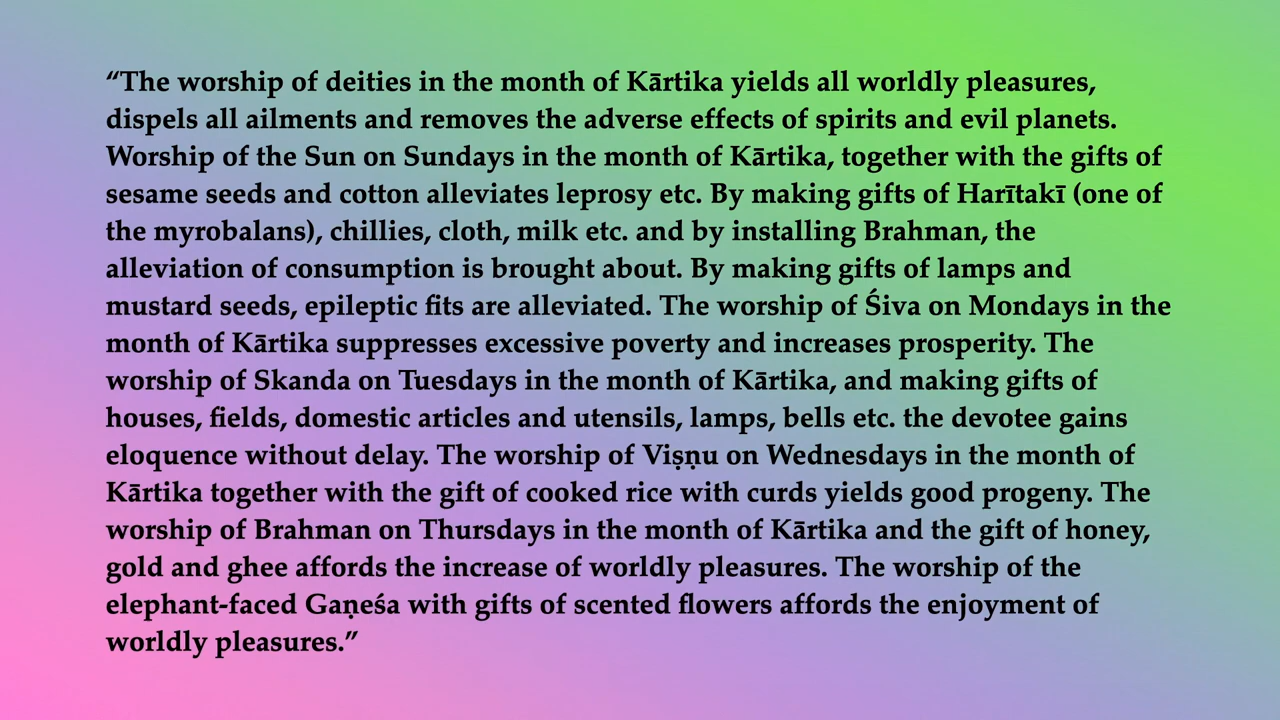 “The worship of deities in the month of Kārtika yields all worldly pleasures,
dispels all ailments and removes the adverse effects of spirits and evil planets.
Worship of the Sun on Sundays in the month of Kārtika, together with the gifts of
sesame seeds and cotton alleviates leprosy etc. By making gifts of Harītakī (one of
the myrobalans), chillies, cloth, milk etc. and by installing Brahman, the
alleviation of consumption is brought about. By making gifts of lamps and
mustard seeds, epileptic fits are alleviated. The worship of Śiva on Mondays in the
month of Kārtika suppresses excessive poverty and increases prosperity. The
worship of Skanda on Tuesdays in the month of Kārtika, and making gifts of
houses, fields, domestic articles and utensils, lamps, bells etc. the devotee gains
eloquence without delay. The worship of Viṣṇu on Wednesdays in the month of
Kārtika together with the gift of cooked rice with curds yields good progeny. The
worship of Brahman on Thursdays in the month of Kārtika and the gift of honey,
gold and ghee affords the increase of worldly pleasures. The worship of the
elephant-faced Gaṇeśa with gifts of scented flowers affords the enjoyment of
worldly pleasures.”